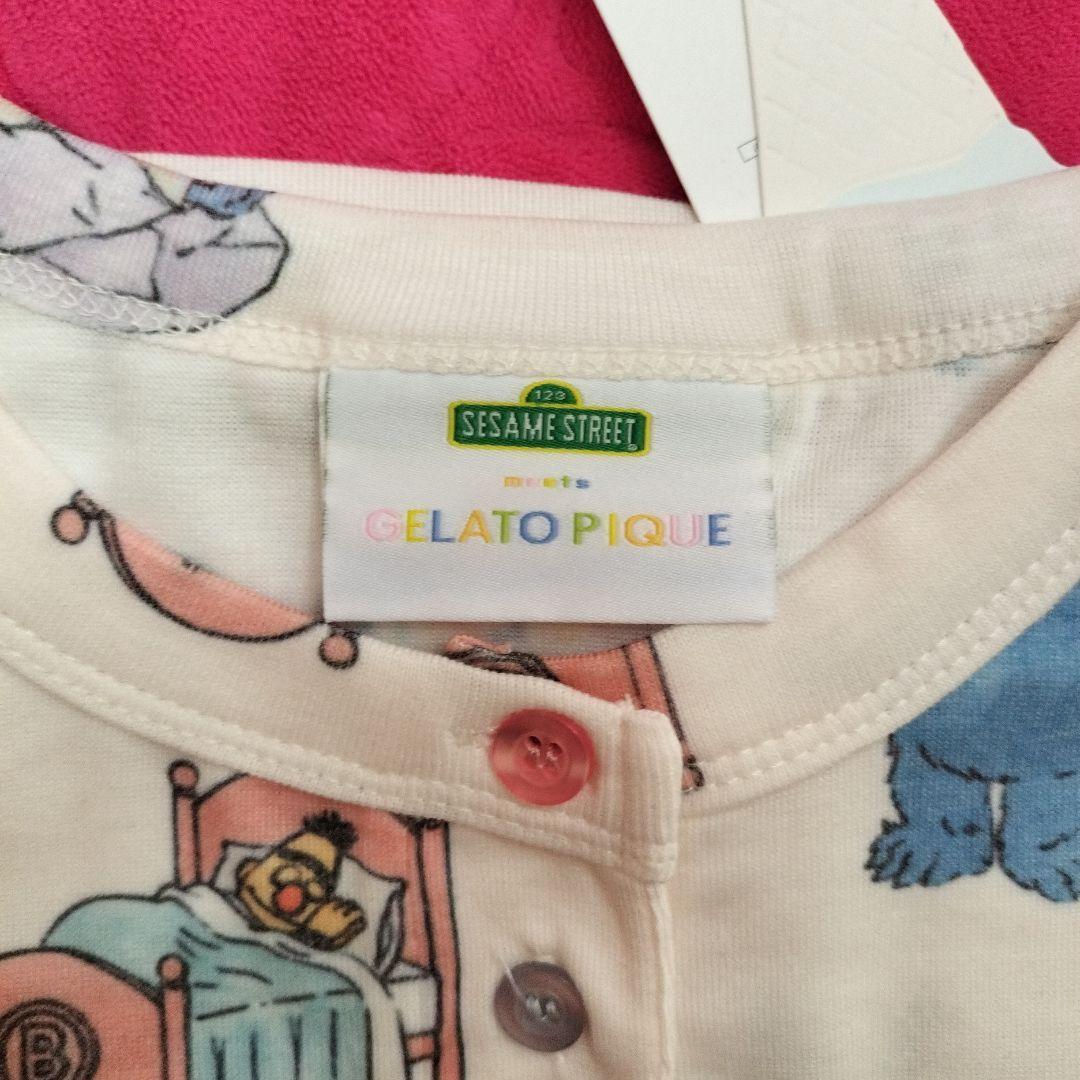 123
SESAME STREET
meets
GELATO PIQUE
B